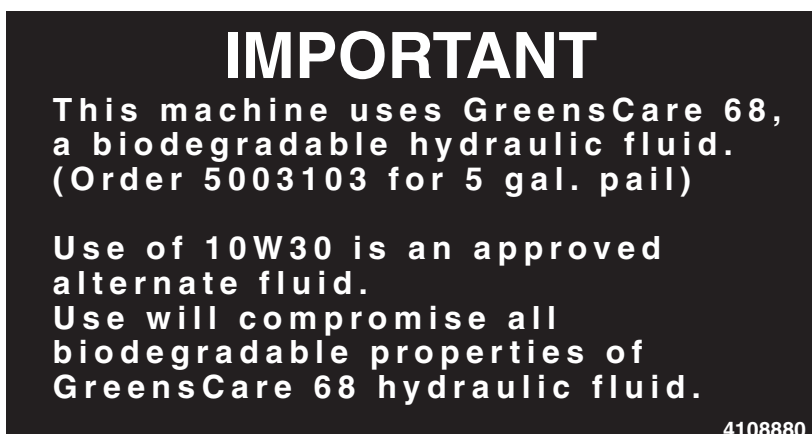 IMPORTANT
This machine uses GreensCare 68,
a biodegradable hydraulic fluid.
(Order 5003103 for 5 gal. pail)
Use of 10W30 is an approved
alternate fluid.
Use will compromise all
biodegradable properties of
GreensCare 68 hydraulic fluid.
4108880